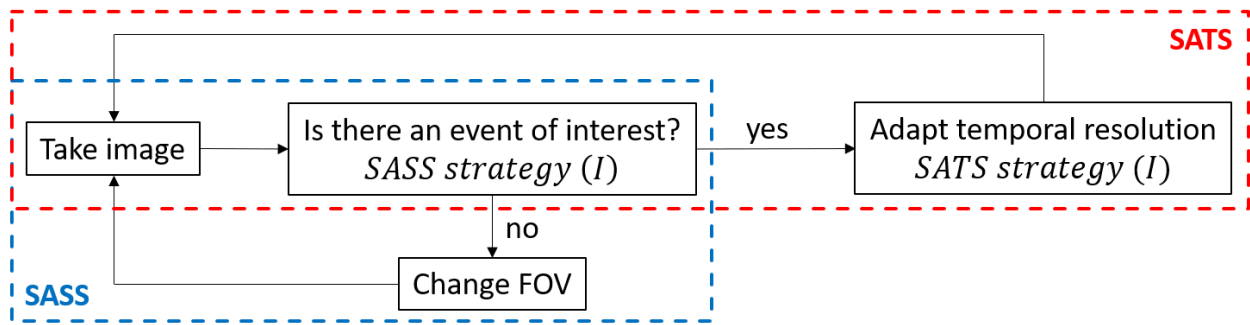 SATS
Take image
Is there an event of interest?
SASS strategy (I)
yes
Adapt temporal resolution
SATS strategy (I)
no
Change FOV
SASS